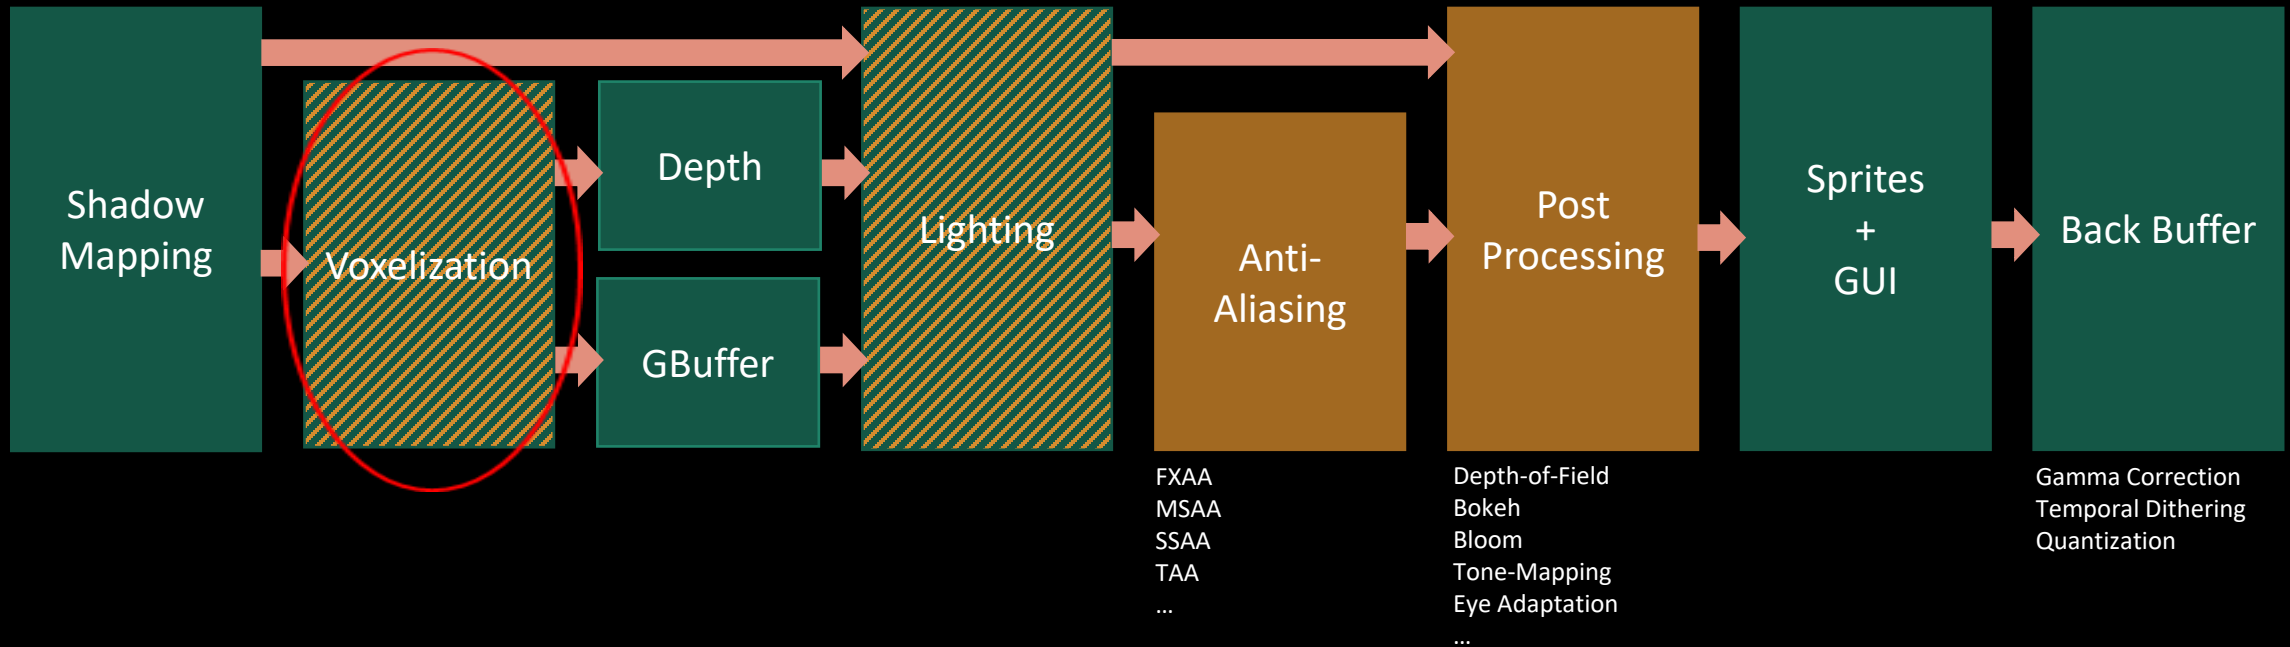 Shadow
Mapping
Voxelization
Depth
GBuffer
Lighting
Anti-
Aliasing
FXAA
MSAA
SSAA
TAA
...
Post
Processing
Depth-of-Field
Bokeh
Bloom
Tone-Mapping
Eye Adaptation
...
Sprites
+
GUI
Back Buffer
Gamma Correction
Temporal Dithering
Quantization